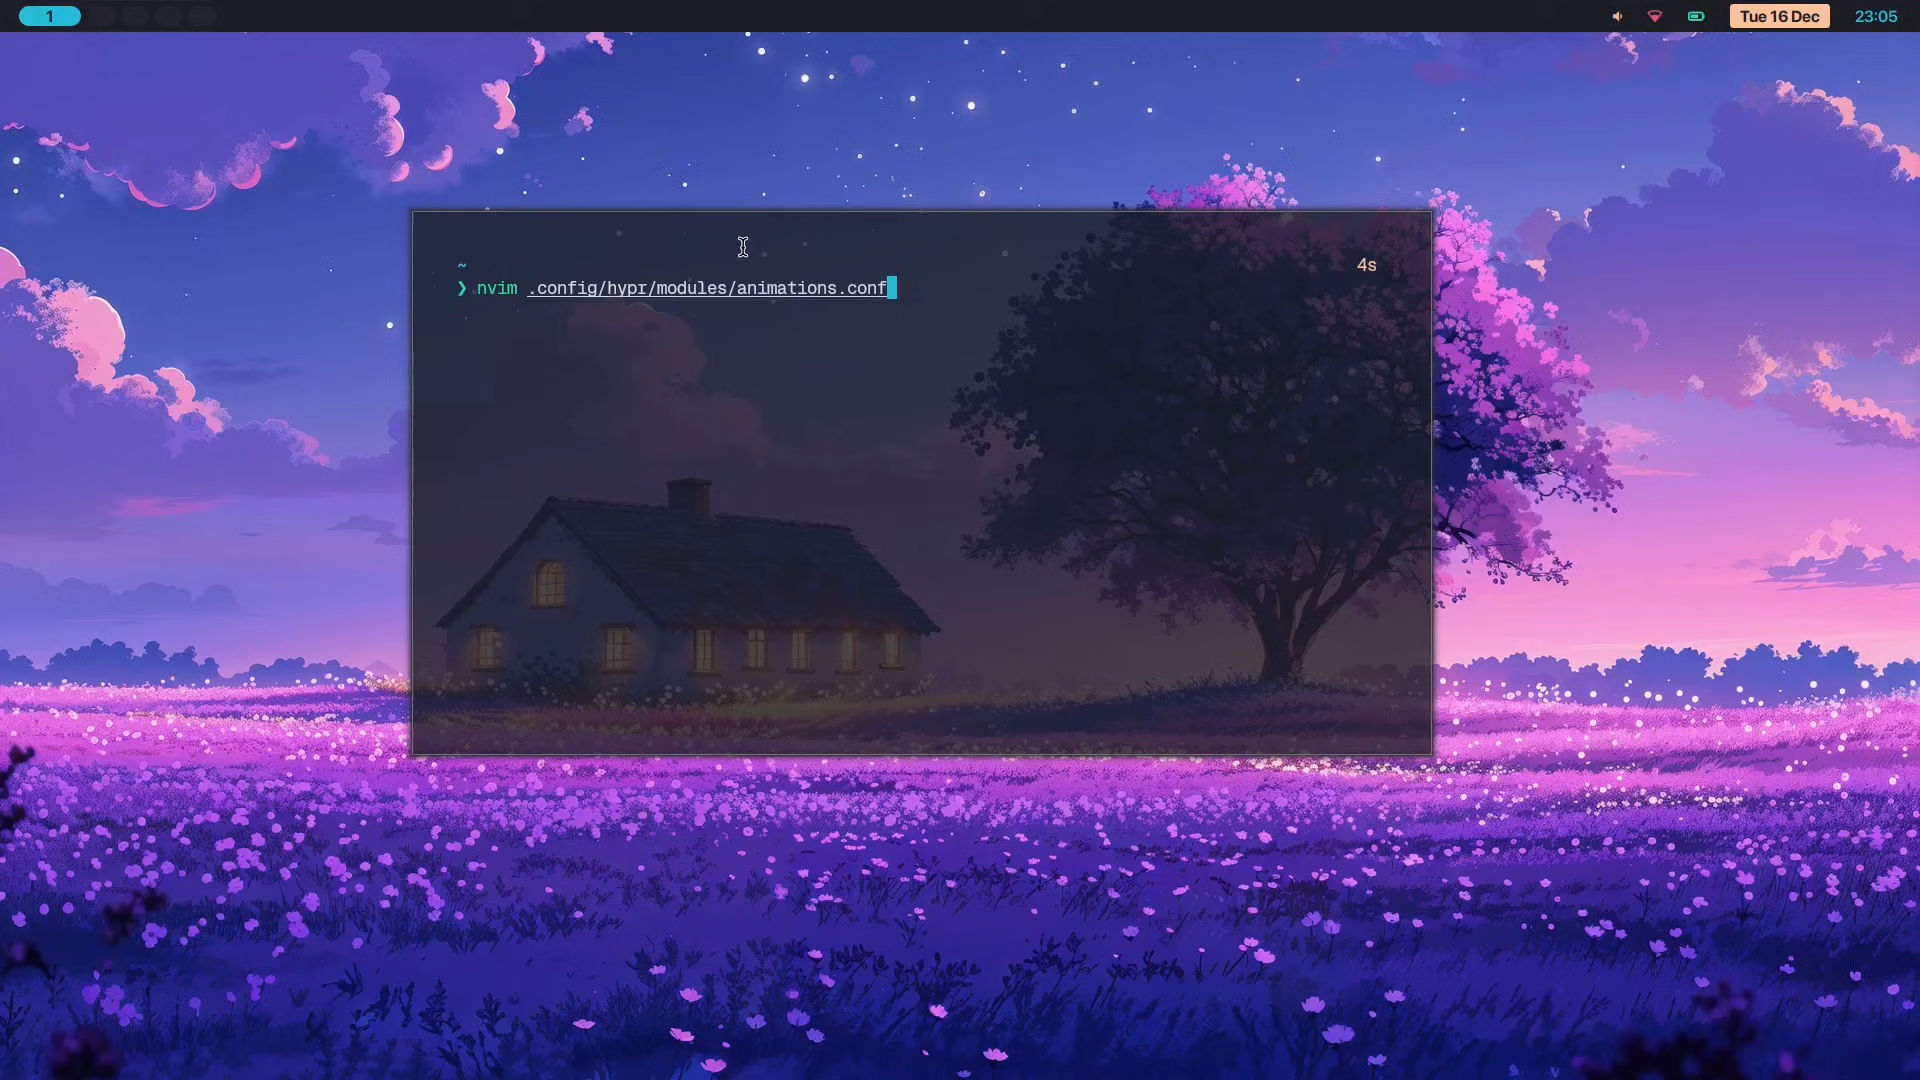 1
Tue 16 Dec
23:05
~
4s
❯ nvim .config/hypr/modules/animations.conf